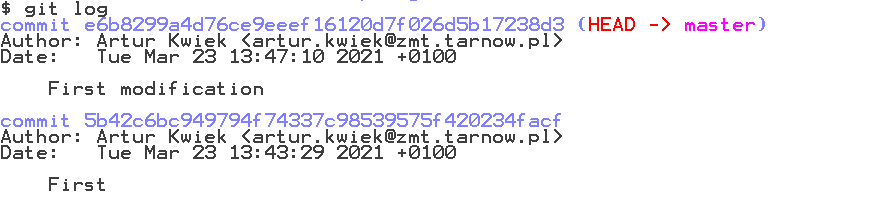 $ git log
commit e6b8299a4d76ce9eeef16120d7f026d5b17238d3 (HEAD -> master)
Author: Artur Kwiek <artur.kwiek@zmt.tarnow.pl>
Date:   Tue Mar 23 13:47:10 2021 +0100
    First modification
commit 5b42c6bc949794f74337c98539575f420234facf
Author: Artur Kwiek <artur.kwiek@zmt.tarnow.pl>
Date:   Tue Mar 23 13:43:29 2021 +0100
    First